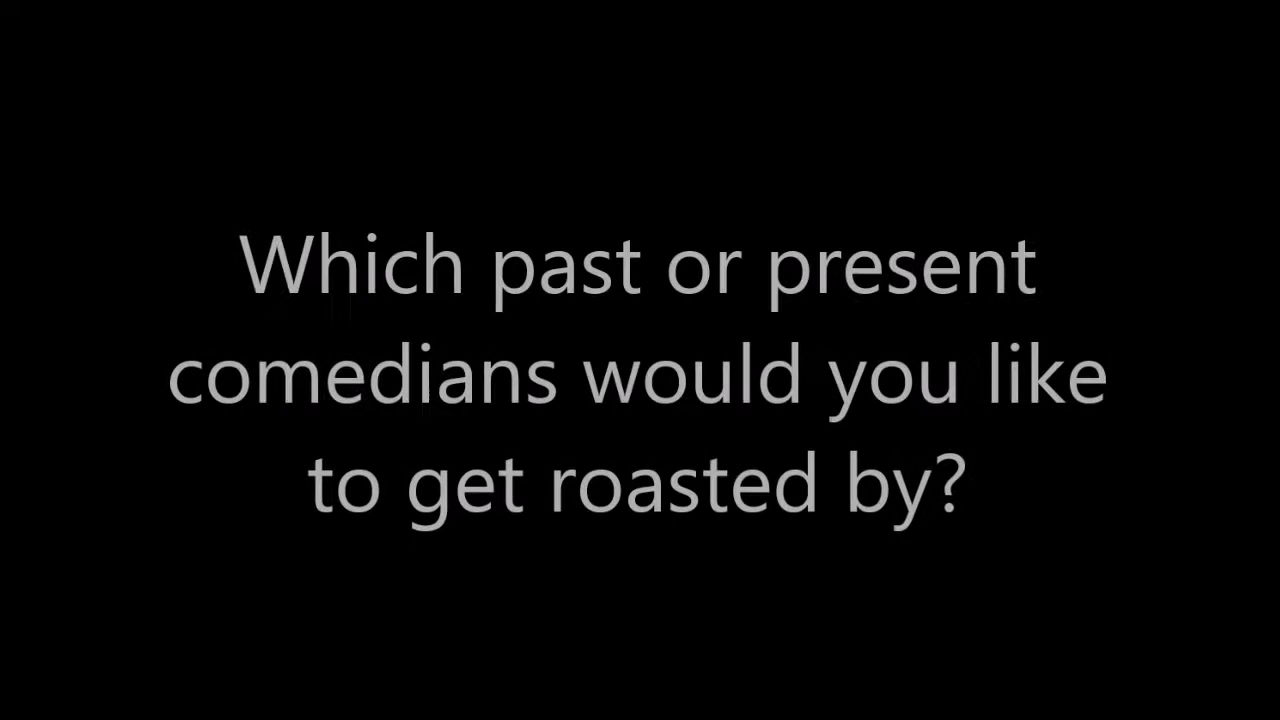 Which past or present
comedians would you like
to get roasted by?